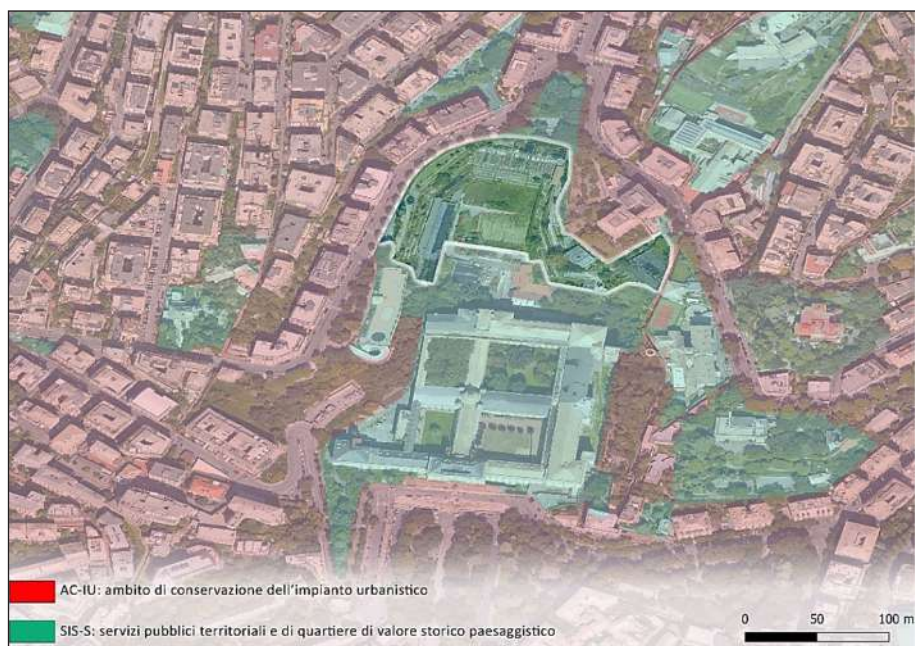 AC-IU: ambito di conservazione dell'impianto urbanistico
SIS-S: servizi pubblici territoriali e di quartiere di valore storico paesaggistico
0 50 100 m